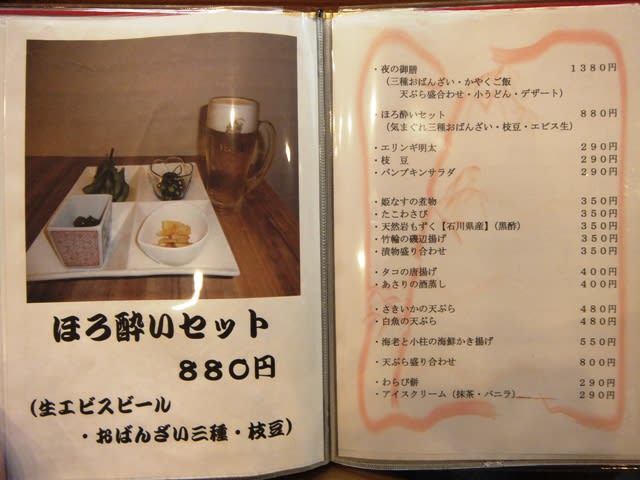 ほろ酔いセット
880円
(生エビスビール
・おばんざい三種・枝豆)
・夜の御膳 1380円
(三種おばんざい・かやくご飯
天ぷら盛合わせ・小うどん・デザート)
・ほろ酔いセット 880円
(気まぐれ三種おばんざい・枝豆・エビス生)
・エリンギ明太 290円
・枝 豆 290円
・パンプキンサラダ 290円
・姫なすの煮物 350円
・たこわさび 350円
・天然岩もずく【石川県産】(黒酢) 350円
・竹輪の磯辺揚げ 350円
・漬物盛り合わせ 350円
・タコの唐揚げ 400円
・あさりの酒蒸し 400円
・さきいかの天ぷら 480円
・白魚の天ぷら 480円
・海老と小柱の海鮮かき揚げ 550円
・天ぷら盛り合わせ 800円
・わらび餅 290円
・アイスクリーム(抹茶・バニラ) 290円